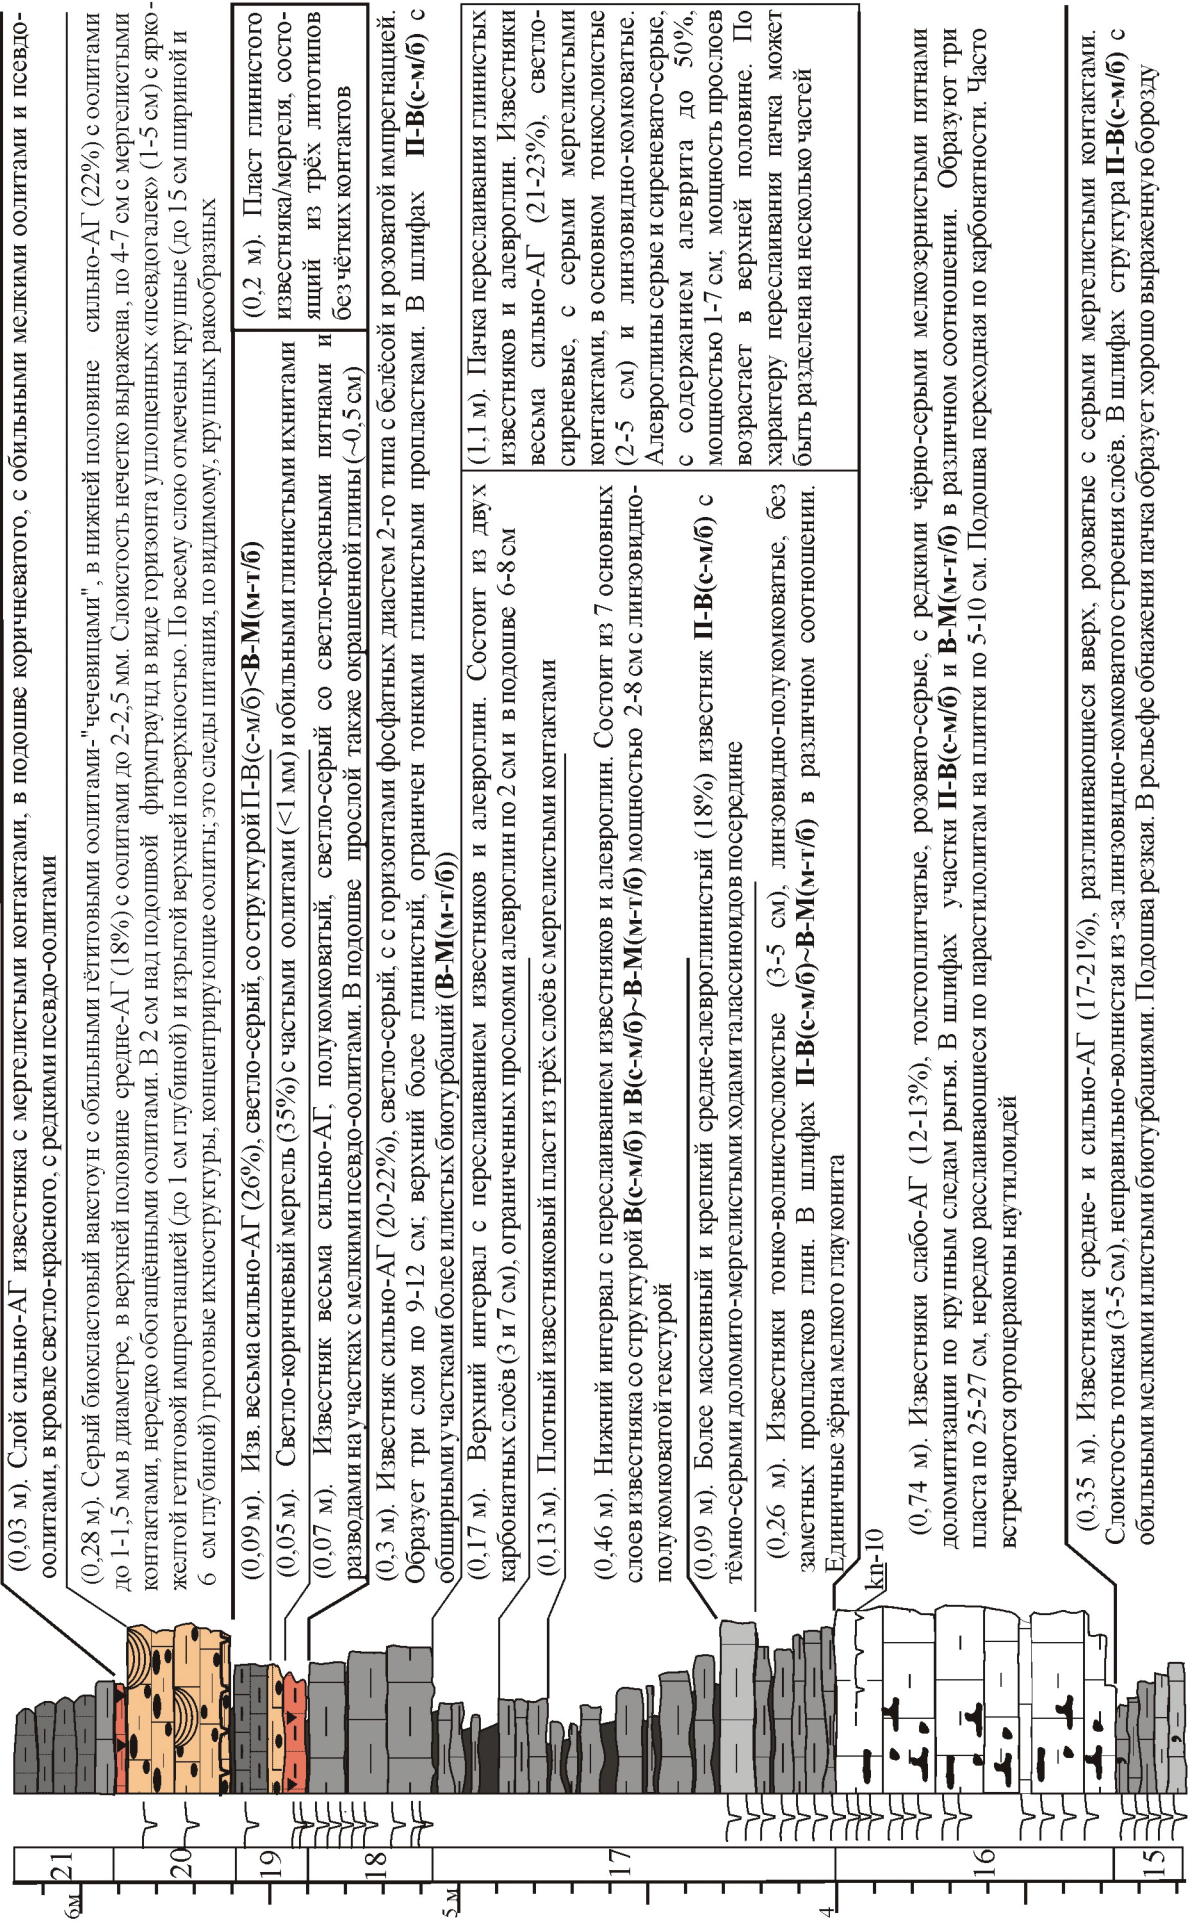 (0,03 м). Слой сильно-АГ известняка с мергелистыми контактами, в подошве коричневатого, с обильными мелкими оолитами и псевдо-
оолитами, в кровле светло-красного, с редкими псевдо-оолитами
(0,28 м). Серый биокластовый вакстоун с обильными гётитовыми оолитами-"чечевицами", в нижней половине сильно-АГ (22%) с оолитами
до 1-1,5 мм в диаметре, в верхней половине средне-АГ (18%) с оолитами до 2-2,5 мм. Слоистость нечетко выражена, по 4-7 см с мергелистыми
контактами, нередко обогащёнными оолитами. В 2 см над подошвой фирмграунд в виде горизонта уплощенных «псевдогалек» (1-5 см) с ярко-
желтой гетитовой импрегнацией (до 1 см глубиной) и изрытой верхней поверхностью. По всему слою отмечены крупные (до 15 см шириной и
6 см глубиной) троговые ихноструктуры, концентрирующие оолиты; это следы питания, по видимому, крупных ракообразных
(0,09 м). Изв. весьма сильно-АГ (26%), светло-серый, со структурой П-В(с-м/б)<В-М(м-т/б)
(0,05 м). Светло-коричневый мергель (35%) с частыми оолитами (<1 мм) и обильными глинистыми ихнитами
(0,07 м). Известняк весьма сильно-АГ, полукомковатый, светло-серый со светло-красными пятнами и
разводами на участках с мелкими псевдо-оолитами. В подошве прослой также окрашенной глины (~0,5 см)
(0,2 м). Пласт глинистого
известняка/мергеля, состо-
ящий из трёх литотипов
без чётких контактов
(0,3 м). Известняк сильно-АГ (20-22%), светло-серый, с с горизонтами фосфатных диастем 2-го типа с белёсой и розоватой импрегнацией.
Образует три слоя по 9-12 см; верхний более глинистый, ограничен тонкими глинистыми пропластками. В шлифах П-В(с-м/б) с
обширными участками более илистых биотурбаций (В-М(м-т/б))
(0,17 м). Верхний интервал с переслаиванием известняков и алевроглин. Состоит из двух
карбонатных слоёв (3 и 7 см), ограниченных прослоями алевроглин по 2 см и в подошве 6-8 см
(0,13 м). Плотный известняковый пласт из трёх слоёв с мергелистыми контактами
(0,46 м). Нижний интервал с переслаиванием известняков и алевроглин. Состоит из 7 основных
слоев известняка со структурой В(с-м/б) и В(с-м/б)~В-М(м-т/б) мощностью 2-8 см с линзовидно-
полукомковатой текстурой
(0,09 м). Более массивный и крепкий средне-алевроглинистый (18%) известняк П-В(с-м/б) с
тёмно-серыми доломито-мергелистыми ходами талассиноидов посередине
(0,26 м). Известняки тонко-волнистослоистые (3-5 см), линзовидно-полукомковатые, без
заметных пропластков глин. В шлифах П-В(с-м/б)~В-М(м-т/б) в различном соотношении.
Единичные зёрна мелкого глауконита
(1,1 м). Пачка переслаивания глинистых
известняков и алевроглин. Известняки
весьма сильно-АГ (21-23%), светло-
сиреневые, с серыми мергелистыми
контактами, в основном тонкослоистые
(2-5 см) и линзовидно-комковатые.
Алевроглины серые и сиреневато-серые,
с содержанием алеврита до 50%,
мощностью 1-7 см; мощность прослоев
возрастает в верхней половине. По
характеру переслаивания пачка может
быть разделена на несколько частей
кп-10
(0,74 м). Известняки слабо-АГ (12-13%), толстоплитчатые, розовато-серые, с редкими чёрно-серыми мелкозернистыми пятнами
доломитизации по крупным следам рытья. В шлифах участки П-В(с-м/б) и В-М(м-т/б) в различном соотношении. Образуют три
пласта по 25-27 см, нередко расслаивающиеся по парастилолитам на плитки по 5-10 см. Подошва переходная по карбонатности. Часто
встречаются ортоцераконы наутилоидей
(0,35 м). Известняки средне- и сильно-АГ (17-21%), разглинивающиеся вверх, розоватые с серыми мергелистыми контактами.
Слоистость тонкая (3-5 см), неправильно-волнистая из-за линзовидно-комковатого строения слоёв. В шлифах структура П-В(с-м/б) с
обильными мелкими илистыми биотурбациями. Подошва резкая. В рельефе обнажения пачка образует хорошо выраженную борозду
21
20
19
18
17
16
15
6м
5 м
4